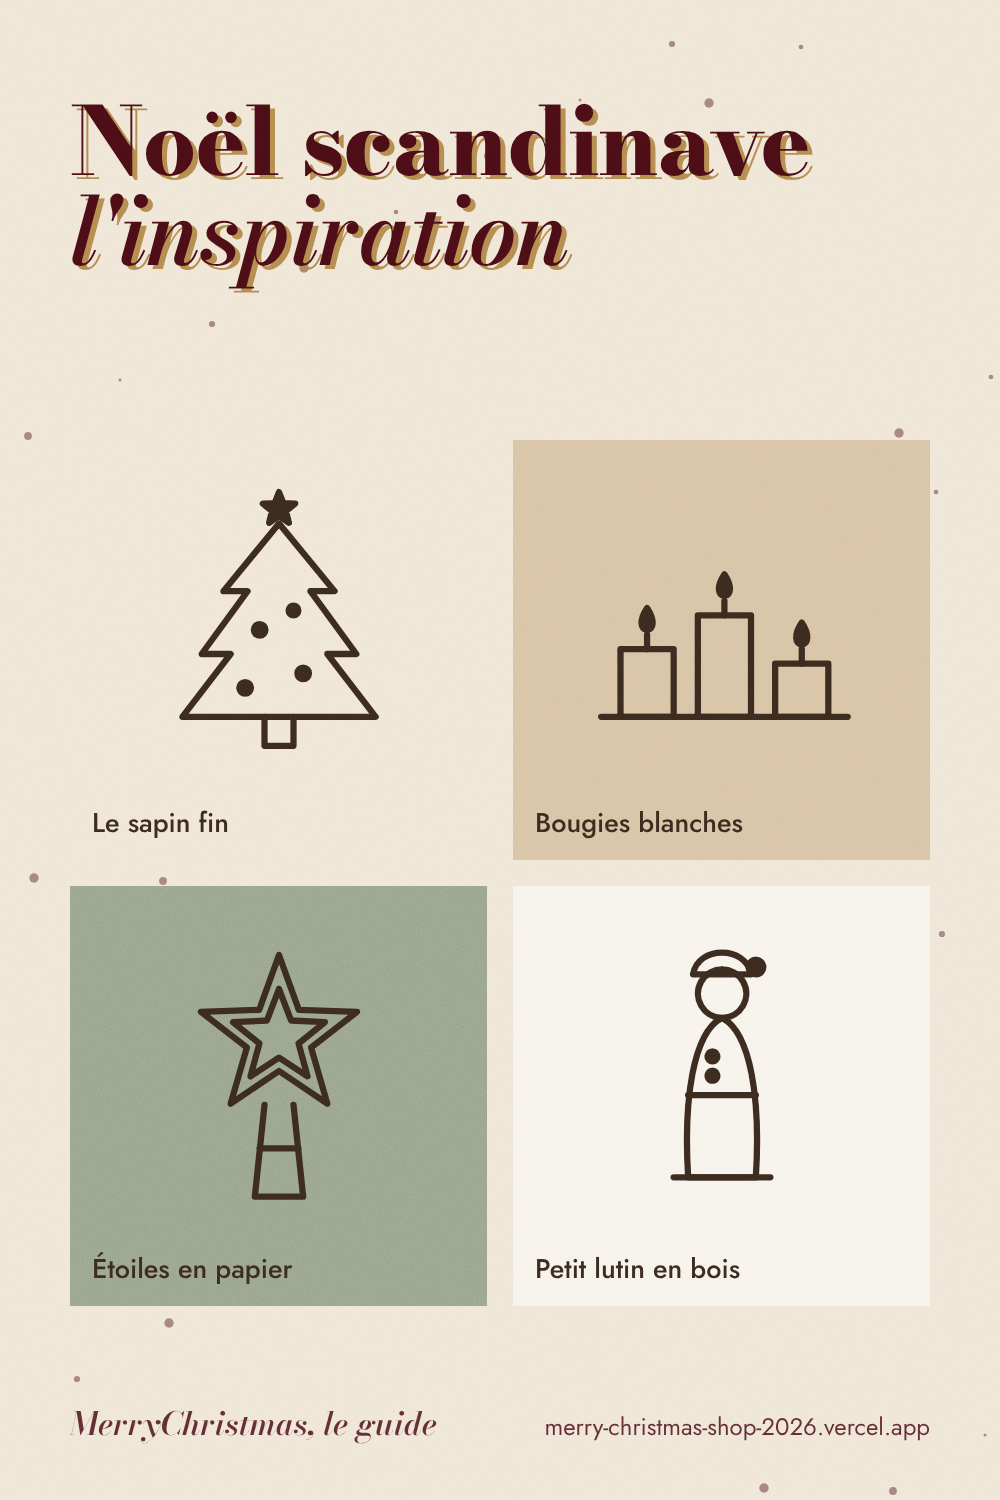 Noël scandinave
l'inspiration
Le sapin fin
Bougies blanches
Étoiles en papier
Petit lutin en bois
MerryChristmas, le guide
merry-christmas-shop-2026.vercel.app